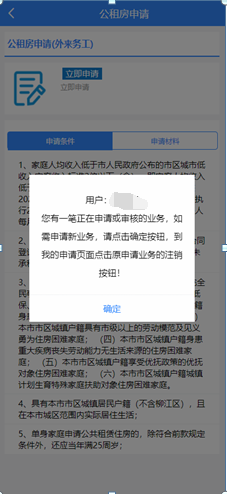 公租房申请
公租房申请(外来务工)
立即申请
立即申请
申请条件
申请材料
1、家庭人均收入低于市人民政府公布的市区城市低
用户:
您有一笔正在申请或审核的业务，如
需申请新业务，请点击确定按钮，到
我的申请页面点击原申请业务的注销
按钮！
确定
本市市区城镇户籍具有市级以上的劳动模范及见义
勇为住房困难家庭； （四）本市市区城镇户籍身患
重大疾病丧失劳动能力无生活来源的住房困难家
庭； （五）本市市区城镇户籍享受优抚政策的优抚
对象住房困难家庭； （六）本市市区城镇户籍城镇
计划生育特殊家庭扶助对象住房困难家庭。
4、具有本市市区城镇居民户籍（不含柳江区），且
在本市城区范围内实际居住生活；
5、单身家庭申请公共租赁住房的，除符合前款规定
条件外，还应当年满25周岁；